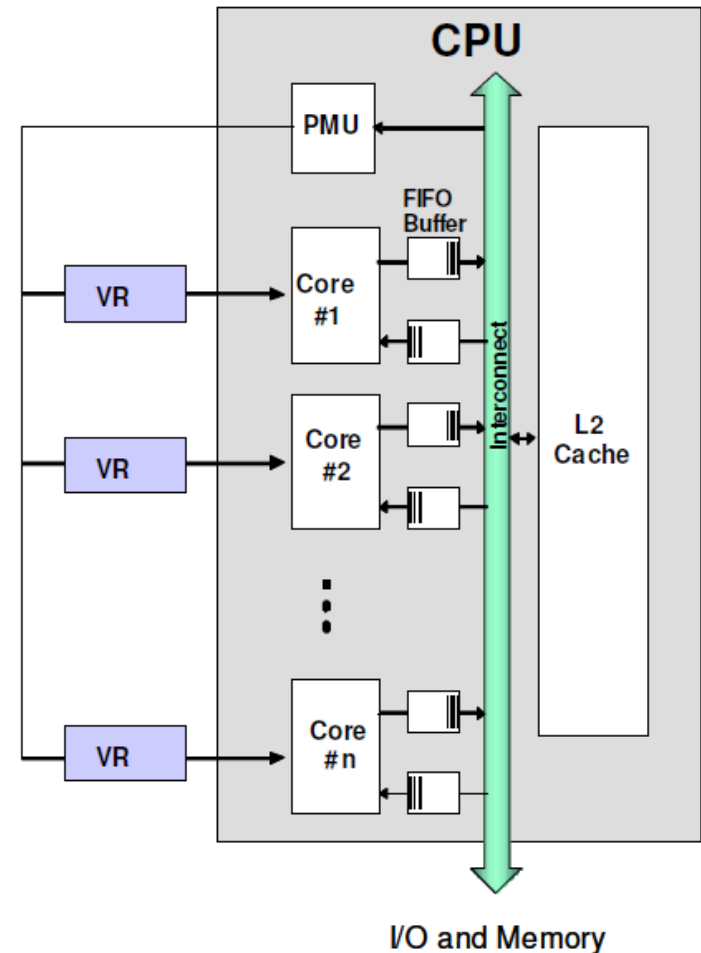 CPU
PMU
FIFO
Buffer
VR
Core
#1
Interconnect
VR
Core
#2
L2
Cache
VR
Core
#n
I/O and Memory